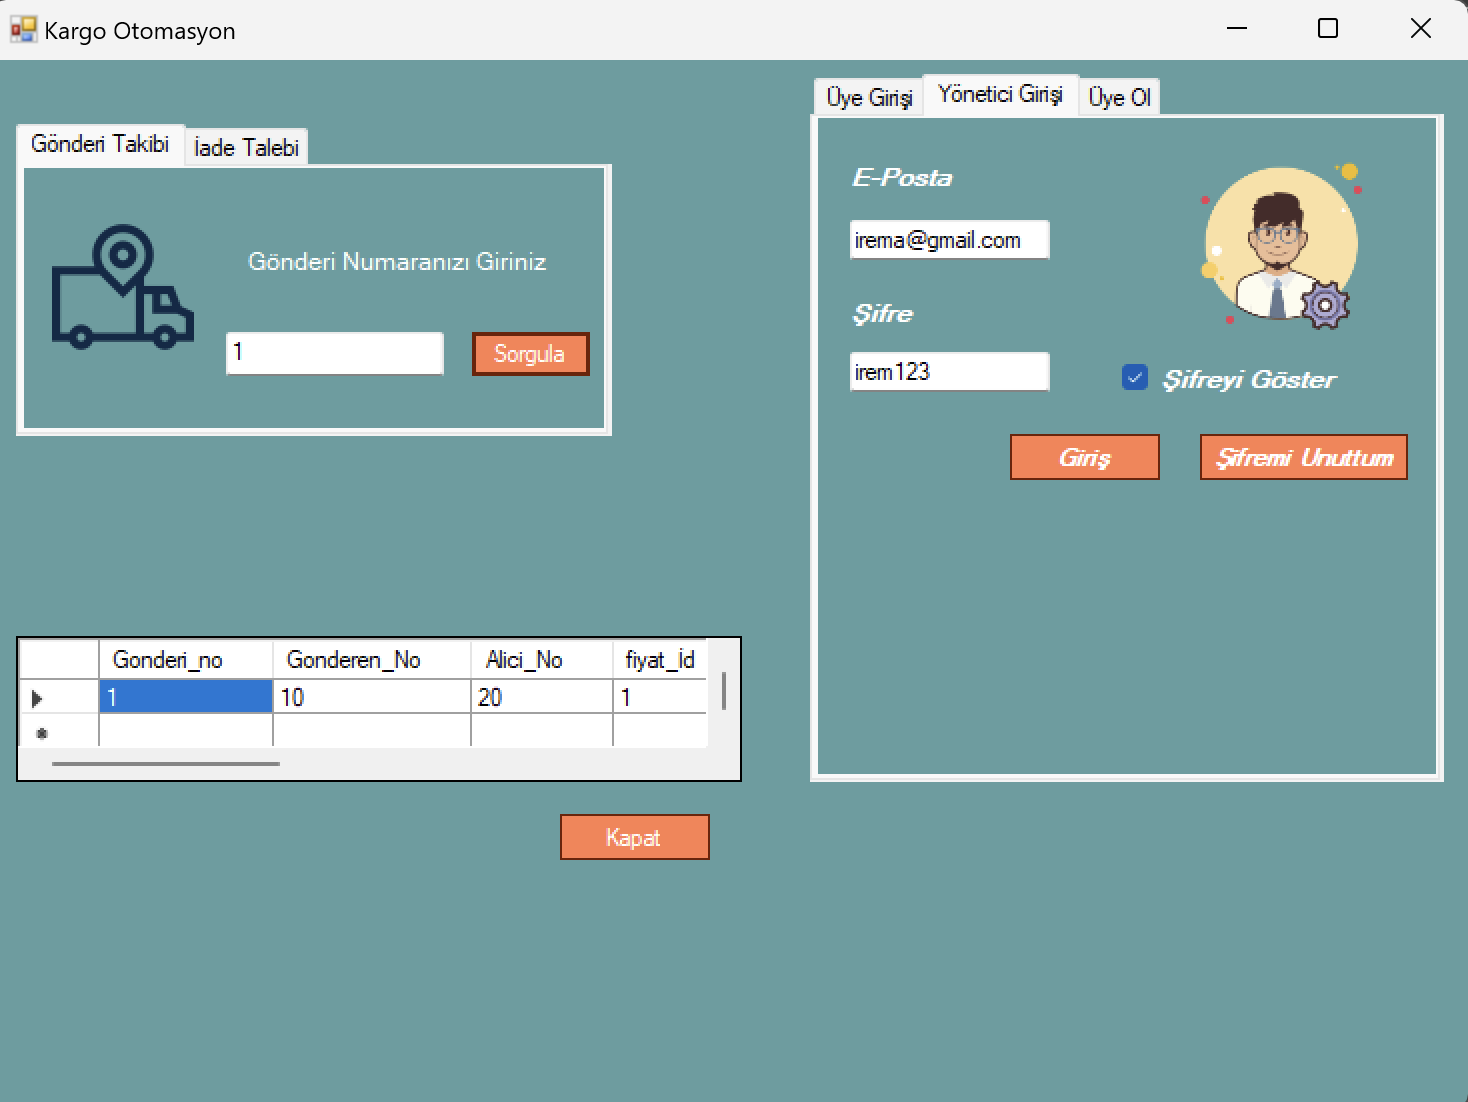 Kargo Otomasyon
Gönderi Takibi
İade Talebi
Gönderi Numaranızı Giriniz
1
Sorgula
Gonderi_no Gonderen_No Alici_No fiyat_İd
1 10 20 1
Kapat
Üye Girişi
Yönetici Girişi
Üye Ol
E-Posta
irema@gmail.com
Şifre
irem123
Şifreyi Göster
Giriş
Şifremi Unuttum